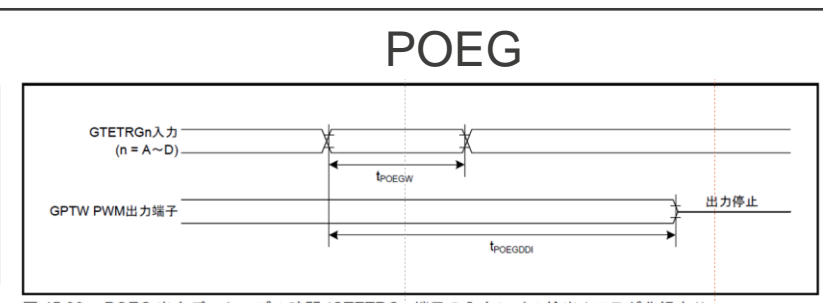 POEG
GTETRGn入力
(n = A～D)
tPOEGW
GPTW PWM出力端子
出力停止
tPOEGDDI